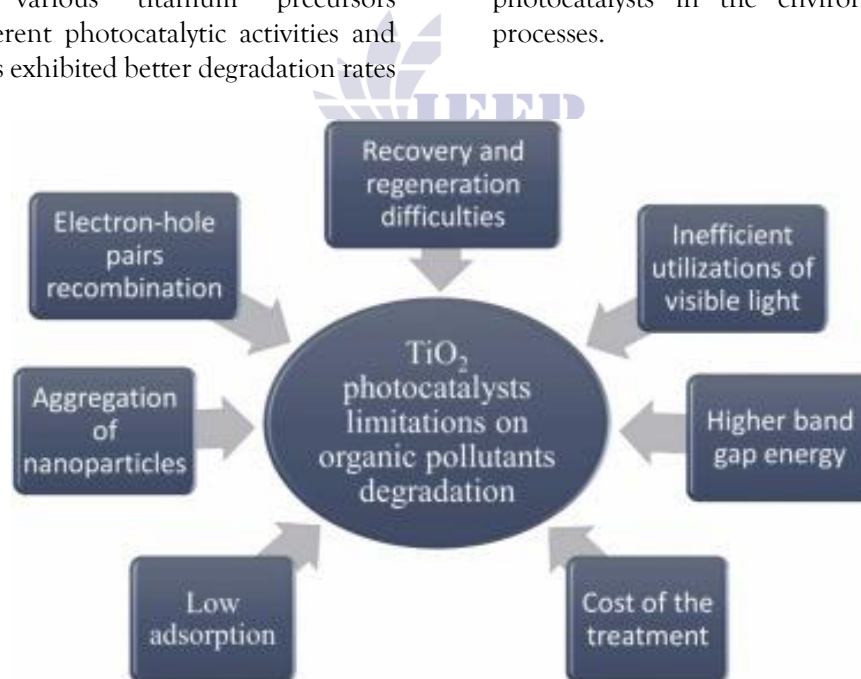 various titanium precursors
photocatalytic activities and
exhibited better degradation rates
photocatalysts in the
processes.
IEEP
Recovery and
regeneration
difficulties
Electron-hole
pairs
recombination
Inefficient
utilizations of
visible light
TiO₂
photocatalysts
limitations on
organic pollutants
degradation
Aggregation
of
nanoparticles
Higher band
gap energy
Low
adsorption
Cost of the
treatment